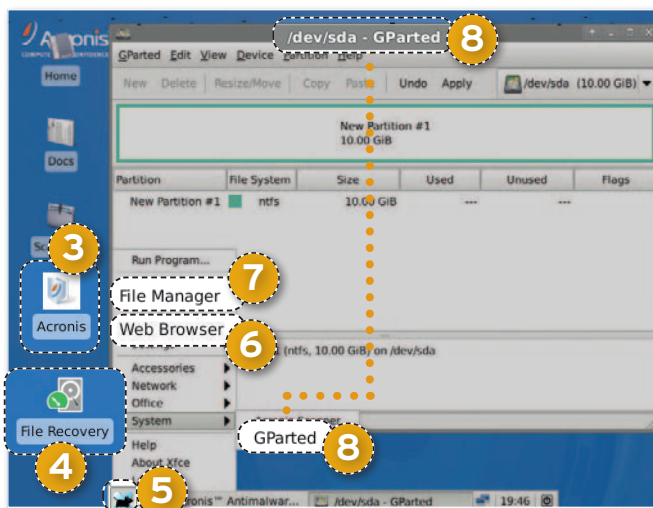 Acronis
/dev/sda - GParted
8
GParted Edit View Device Partition Help
Home
New Delete Resize/Move Copy Paste Undo Apply /dev/sda (10.00 GiB)
New Partition #1
10.00 GiB
Docs
Partition File System Size Used Unused Flags
New Partition #1 ntfs 10.00 GiB --- ---
3
Run Program...
7
File Manager
Acronis
Web Browser
6
(ntfs, 10.00 GiB) on /dev/sda
Accessories
Network
Office
System
File Recovery
GParted
8
4
Help
About Xfce
5
Antimalwar... /dev/sda - GParted 19:46